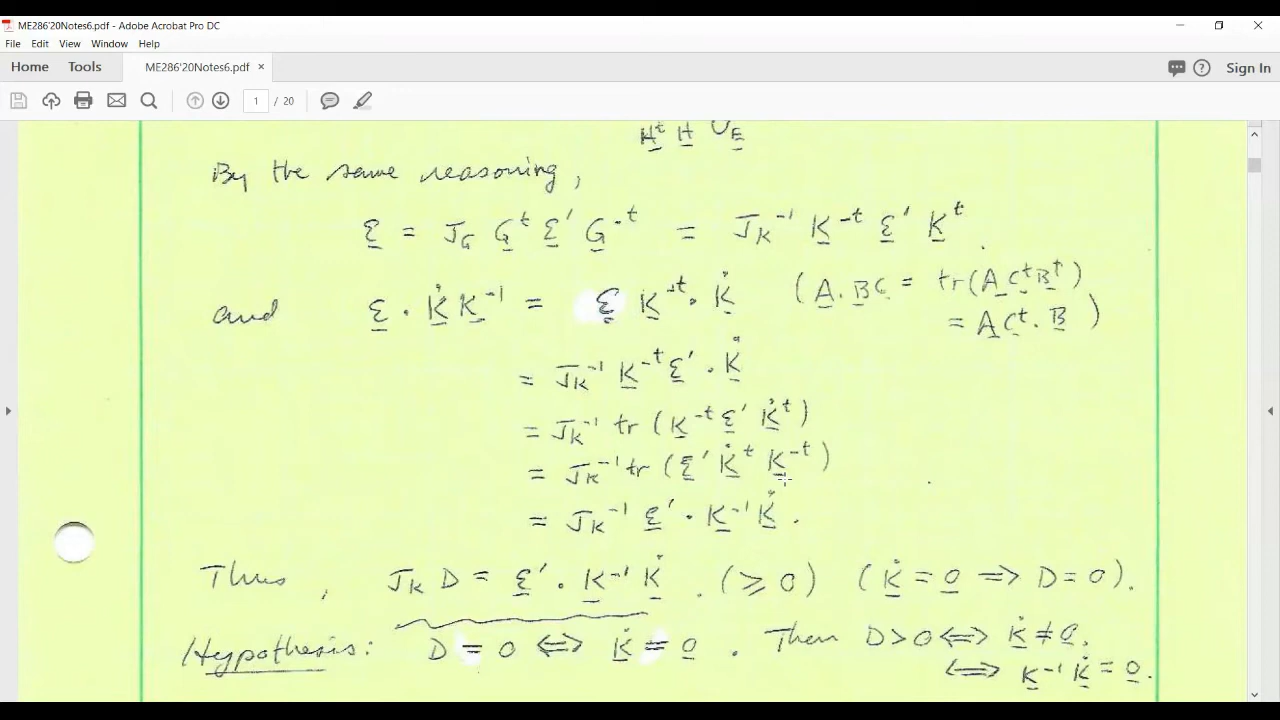 ME286'20Notes6.pdf - Adobe Acrobat Pro DC
File Edit View Window Help
Home Tools ME286'20Notes6.pdf × Sign In
1 / 20
H^t H U_E
By the same reasoning,
Ɛ = J_G G^t Ɛ' G^-t = J_K^-1 K^-t Ɛ' K^t .
and Ɛ · K̇ K^-1 = Ɛ K^-t · K̇ (A · BC = tr(A C^t B^t)
= A C^t · B)
= J_K^-1 K^-t Ɛ' · K̇
= J_K^-1 tr (K^-t Ɛ' K̇^t)
= J_K^-1 tr (Ɛ' K̇^t K^-t)
= J_K^-1 Ɛ' · K^-1 K̇ .
Thus, J_K D = Ɛ' · K^-1 K̇ . (≥ 0) (K̇ = 0 ⇒ D = 0).
Hypothesis: D = 0 ⇔ K̇ = 0 . Then D > 0 ⇔ K̇ ≠ 0.
⇔ K^-1 K̇ = 0.